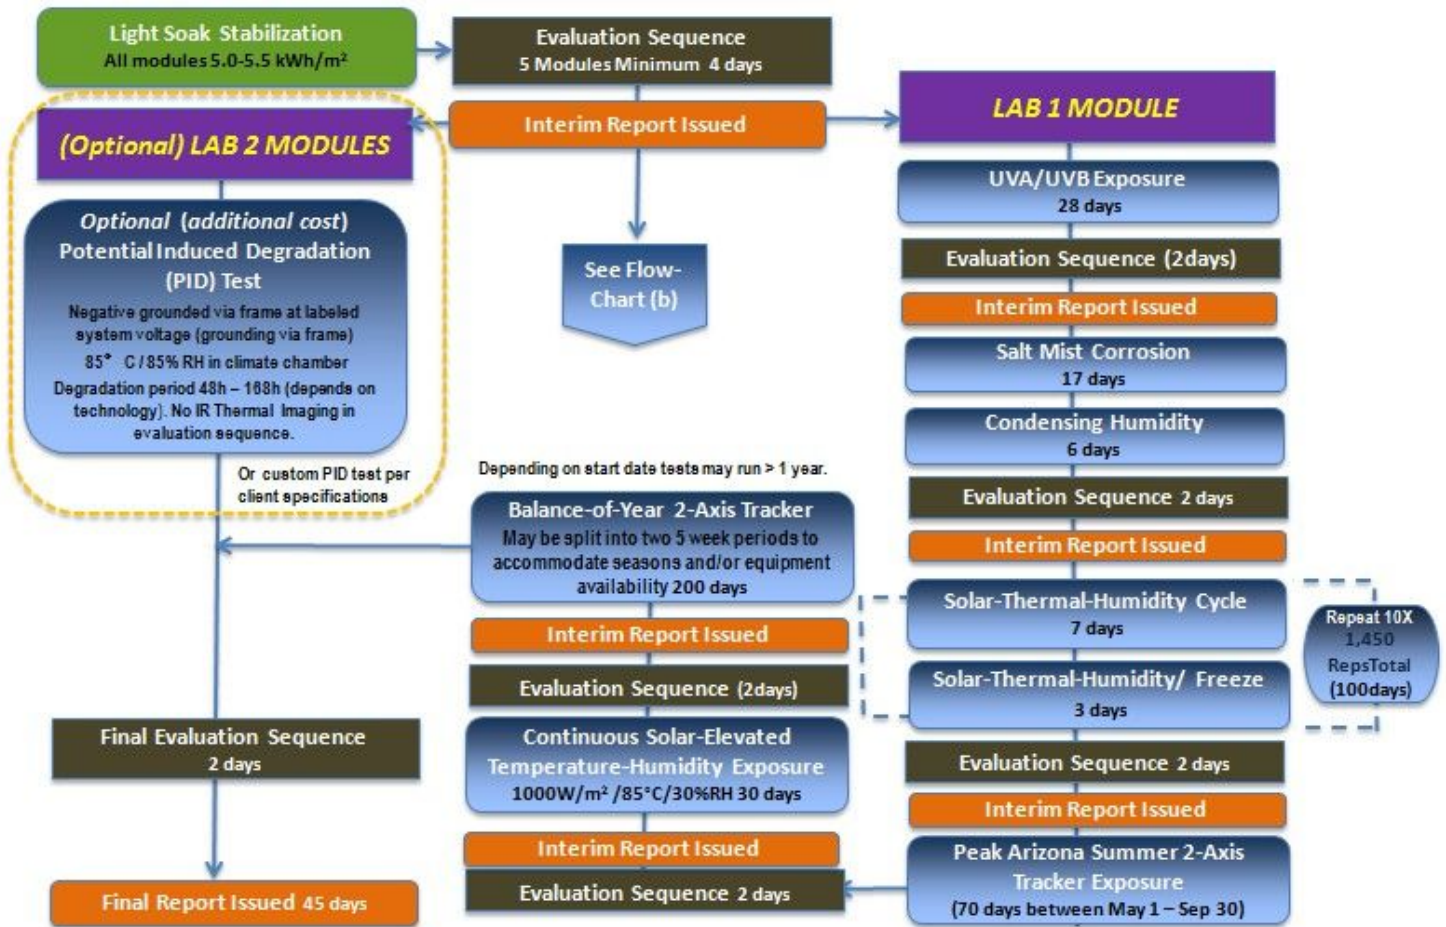 Light Soak Stabilization
All modules 5.0-5.5 kWh/m²
Evaluation Sequence
5 Modules Minimum 4 days
Interim Report Issued
(Optional) LAB 2 MODULES
Optional (additional cost)
Potential Induced Degradation
(PID) Test
Negative grounded via frame at labeled
system voltage (grounding via frame)
85° C / 85% RH in climate chamber
Degradation period 48h – 168h (depends on
technology). No IR Thermal Imaging in
evaluation sequence.
Or custom PID test per
client specifications
See Flow-
Chart (b)
LAB 1 MODULE
UVA/UVB Exposure
28 days
Evaluation Sequence (2days)
Interim Report Issued
Salt Mist Corrosion
17 days
Condensing Humidity
6 days
Evaluation Sequence 2 days
Interim Report Issued
Solar-Thermal-Humidity Cycle
7 days
Solar-Thermal-Humidity/ Freeze
3 days
Repeat 10X
1,450
RepsTotal
(100days)
Evaluation Sequence 2 days
Interim Report Issued
Peak Arizona Summer 2-Axis
Tracker Exposure
(70 days between May 1 – Sep 30)
Depending on start date tests may run > 1 year.
Balance-of-Year 2-Axis Tracker
May be split into two 5 week periods to
accommodate seasons and/or equipment
availability 200 days
Interim Report Issued
Evaluation Sequence (2days)
Continuous Solar-Elevated
Temperature-Humidity Exposure
1000W/m² /85°C/30%RH 30 days
Interim Report Issued
Evaluation Sequence 2 days
Final Evaluation Sequence
2 days
Final Report Issued 45 days